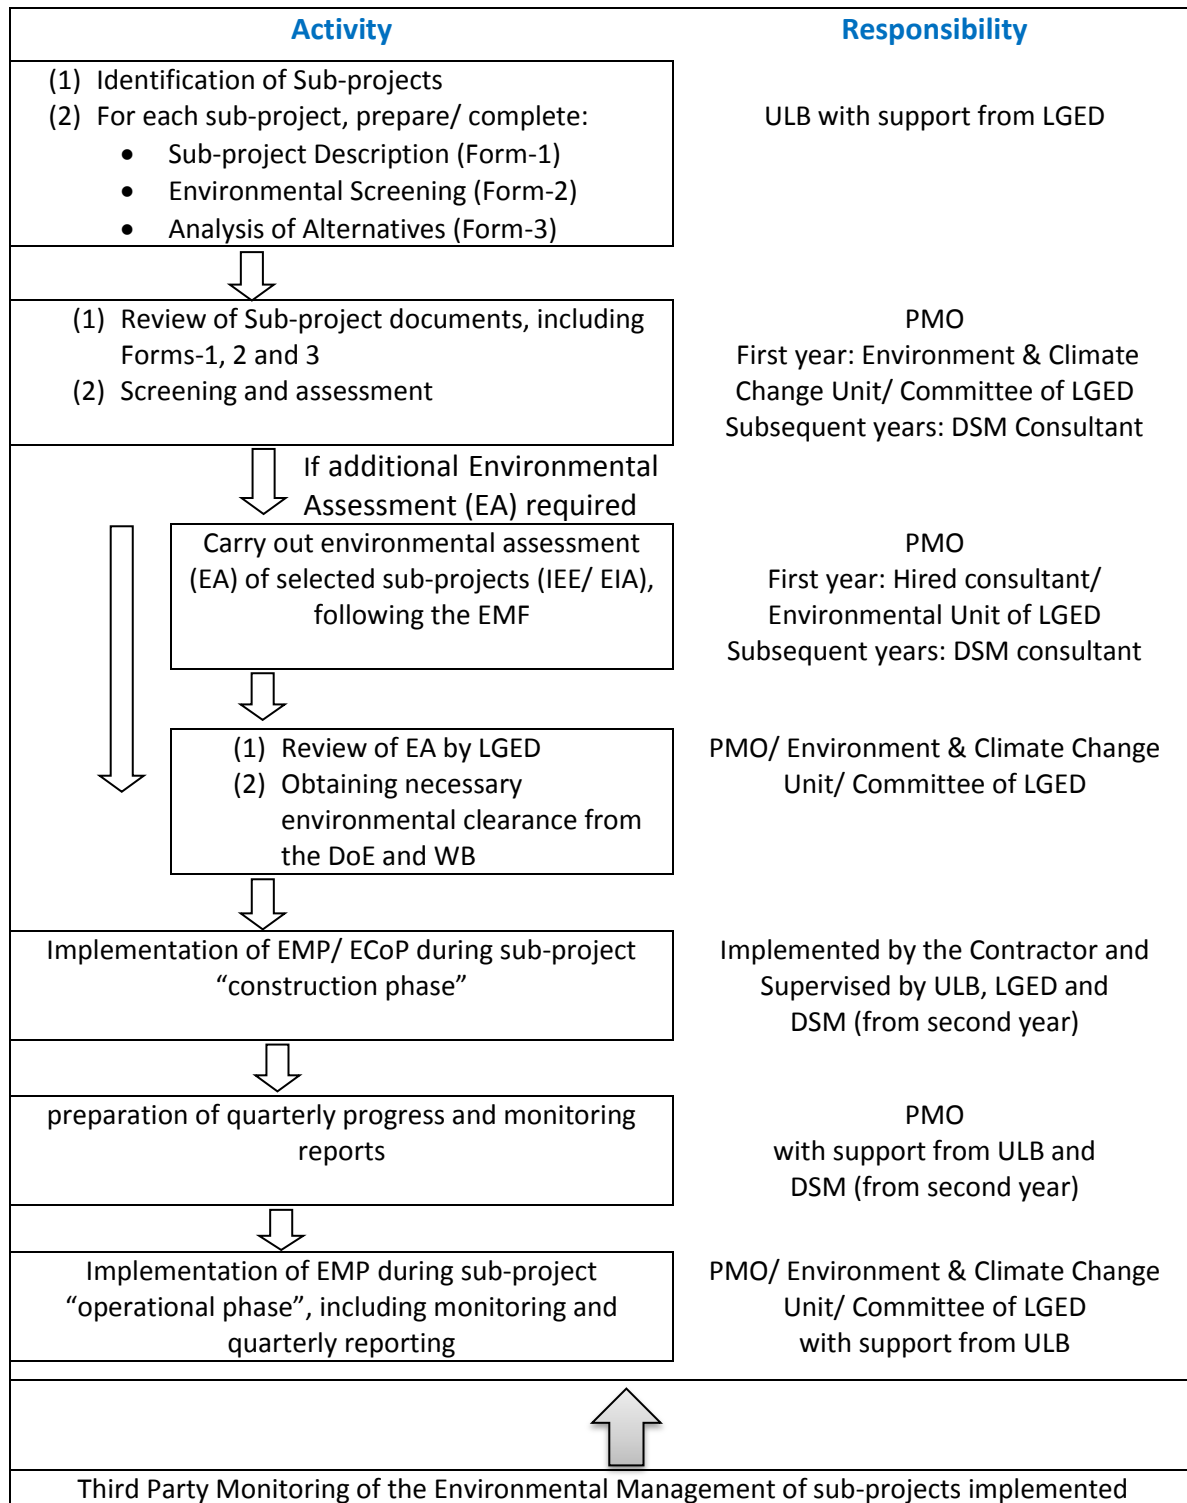 Activity
Responsibility
(1) Identification of Sub-projects
(2) For each sub-project, prepare/ complete:
• Sub-project Description (Form-1)
• Environmental Screening (Form-2)
• Analysis of Alternatives (Form-3)
ULB with support from LGED
(1) Review of Sub-project documents, including
Forms-1, 2 and 3
(2) Screening and assessment
PMO
First year: Environment & Climate
Change Unit/ Committee of LGED
Subsequent years: DSM Consultant
If additional Environmental
Assessment (EA) required
Carry out environmental assessment
(EA) of selected sub-projects (IEE/ EIA),
following the EMF
PMO
First year: Hired consultant/
Environmental Unit of LGED
Subsequent years: DSM consultant
(1) Review of EA by LGED
(2) Obtaining necessary
environmental clearance from
the DoE and WB
PMO/ Environment & Climate Change
Unit/ Committee of LGED
Implementation of EMP/ ECoP during sub-project
“construction phase”
Implemented by the Contractor and
Supervised by ULB, LGED and
DSM (from second year)
preparation of quarterly progress and monitoring
reports
PMO
with support from ULB and
DSM (from second year)
Implementation of EMP during sub-project
“operational phase”, including monitoring and
quarterly reporting
PMO/ Environment & Climate Change
Unit/ Committee of LGED
with support from ULB
Third Party Monitoring of the Environmental Management of sub-projects implemented